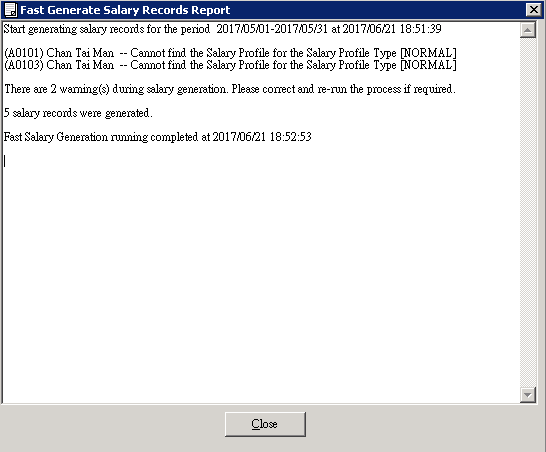 Fast Generate Salary Records Report
Start generating salary records for the period  2017/05/01-2017/05/31 at 2017/06/21 18:51:39
(A0101) Chan Tai Man  -- Cannot find the Salary Profile for the Salary Profile Type [NORMAL]
(A0103) Chan Tai Man  -- Cannot find the Salary Profile for the Salary Profile Type [NORMAL]
There are 2 warning(s) during salary generation. Please correct and re-run the process if required.
5 salary records were generated.
Fast Salary Generation running completed at 2017/06/21 18:52:53
Close